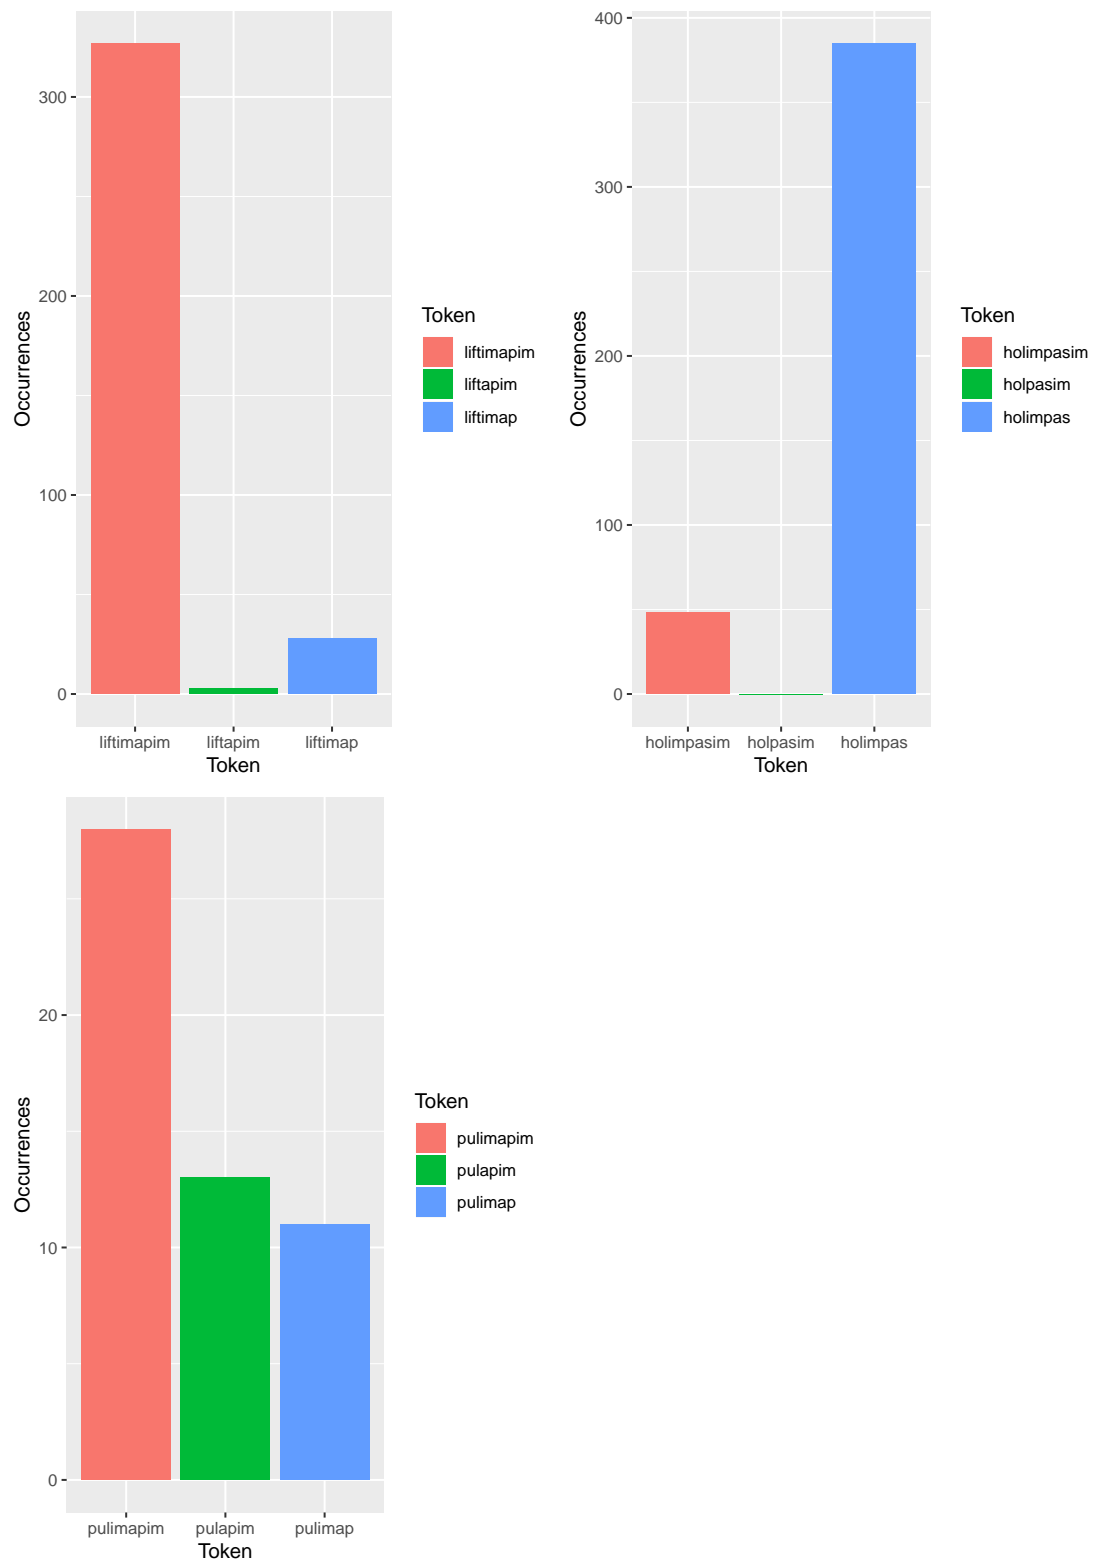 Occurrences
300
200
100
0
liftimapim liftapim liftimap
Token
Token
liftimapim
liftapim
liftimap
Occurrences
400
300
200
100
0
holimpasim holpasim holimpas
Token
Token
holimpasim
holpasim
holimpas
Occurrences
20
10
0
pulimapim pulapim pulimap
Token
Token
pulimapim
pulapim
pulimap